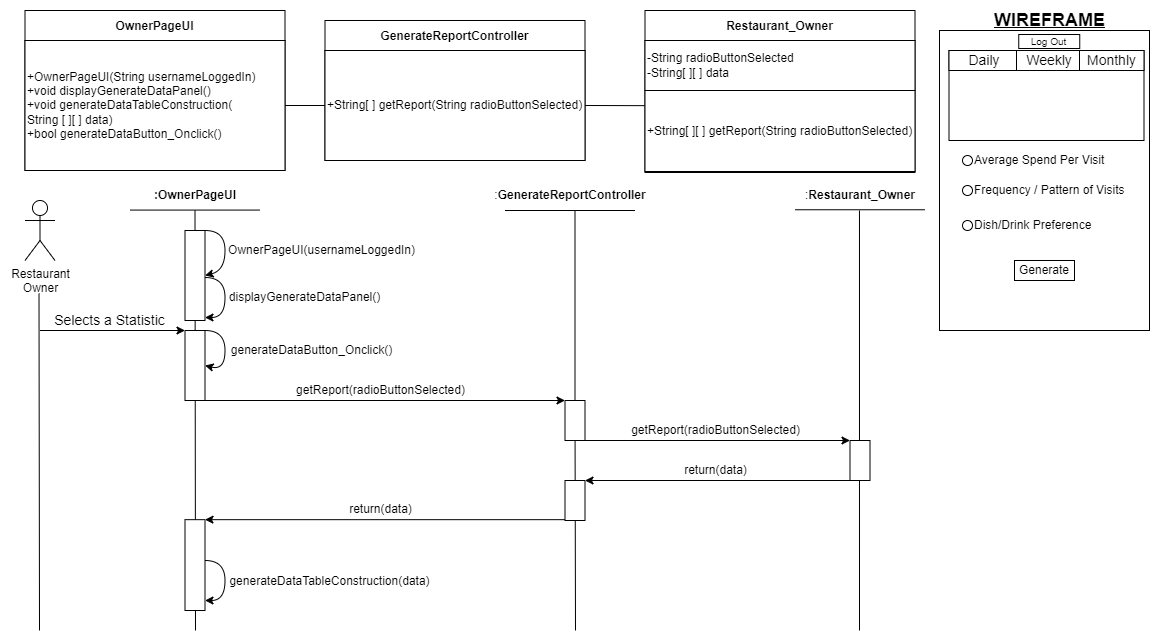 OwnerPageUI
+OwnerPageUI(String usernameLoggedIn)
+void displayGenerateDataPanel()
+void generateDataTableConstruction(
String [ ][ ] data)
+bool generateDataButton_Onclick()
GenerateReportController
+String[ ] getReport(String radioButtonSelected)
Restaurant_Owner
-String radioButtonSelected
-String[ ][ ] data
+String[ ][ ] getReport(String radioButtonSelected)
WIREFRAME
Log Out
Daily
Weekly
Monthly
Average Spend Per Visit
Frequency / Pattern of Visits
Dish/Drink Preference
Generate
:OwnerPageUI
:GenerateReportController
:Restaurant_Owner
Restaurant
Owner
OwnerPageUI(usernameLoggedIn)
displayGenerateDataPanel()
Selects a Statistic
generateDataButton_Onclick()
getReport(radioButtonSelected)
getReport(radioButtonSelected)
return(data)
return(data)
generateDataTableConstruction(data)